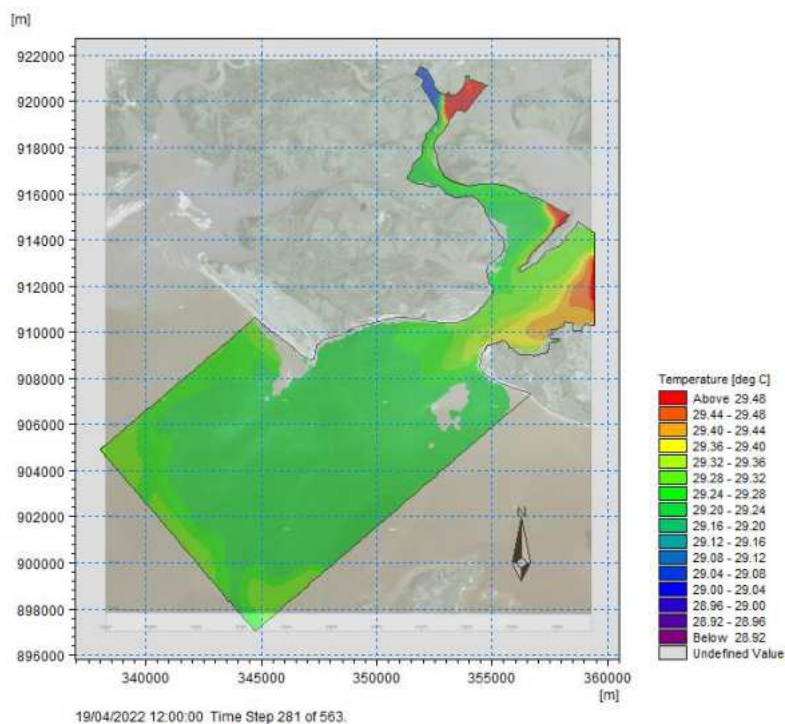 [m]
922000
920000
918000
916000
914000
912000
910000
908000
906000
904000
902000
900000
898000
896000
340000
345000
350000
355000
360000
[m]
N
Temperature [deg C]
Above 29.48
29.44 - 29.48
29.40 - 29.44
29.36 - 29.40
29.32 - 29.36
29.28 - 29.32
29.24 - 29.28
29.20 - 29.24
29.16 - 29.20
29.12 - 29.16
29.08 - 29.12
29.04 - 29.08
29.00 - 29.04
28.96 - 29.00
28.92 - 28.96
Below 28.92
Undefined Value
19/04/2022 12:00:00 Time Step 281 of 563.